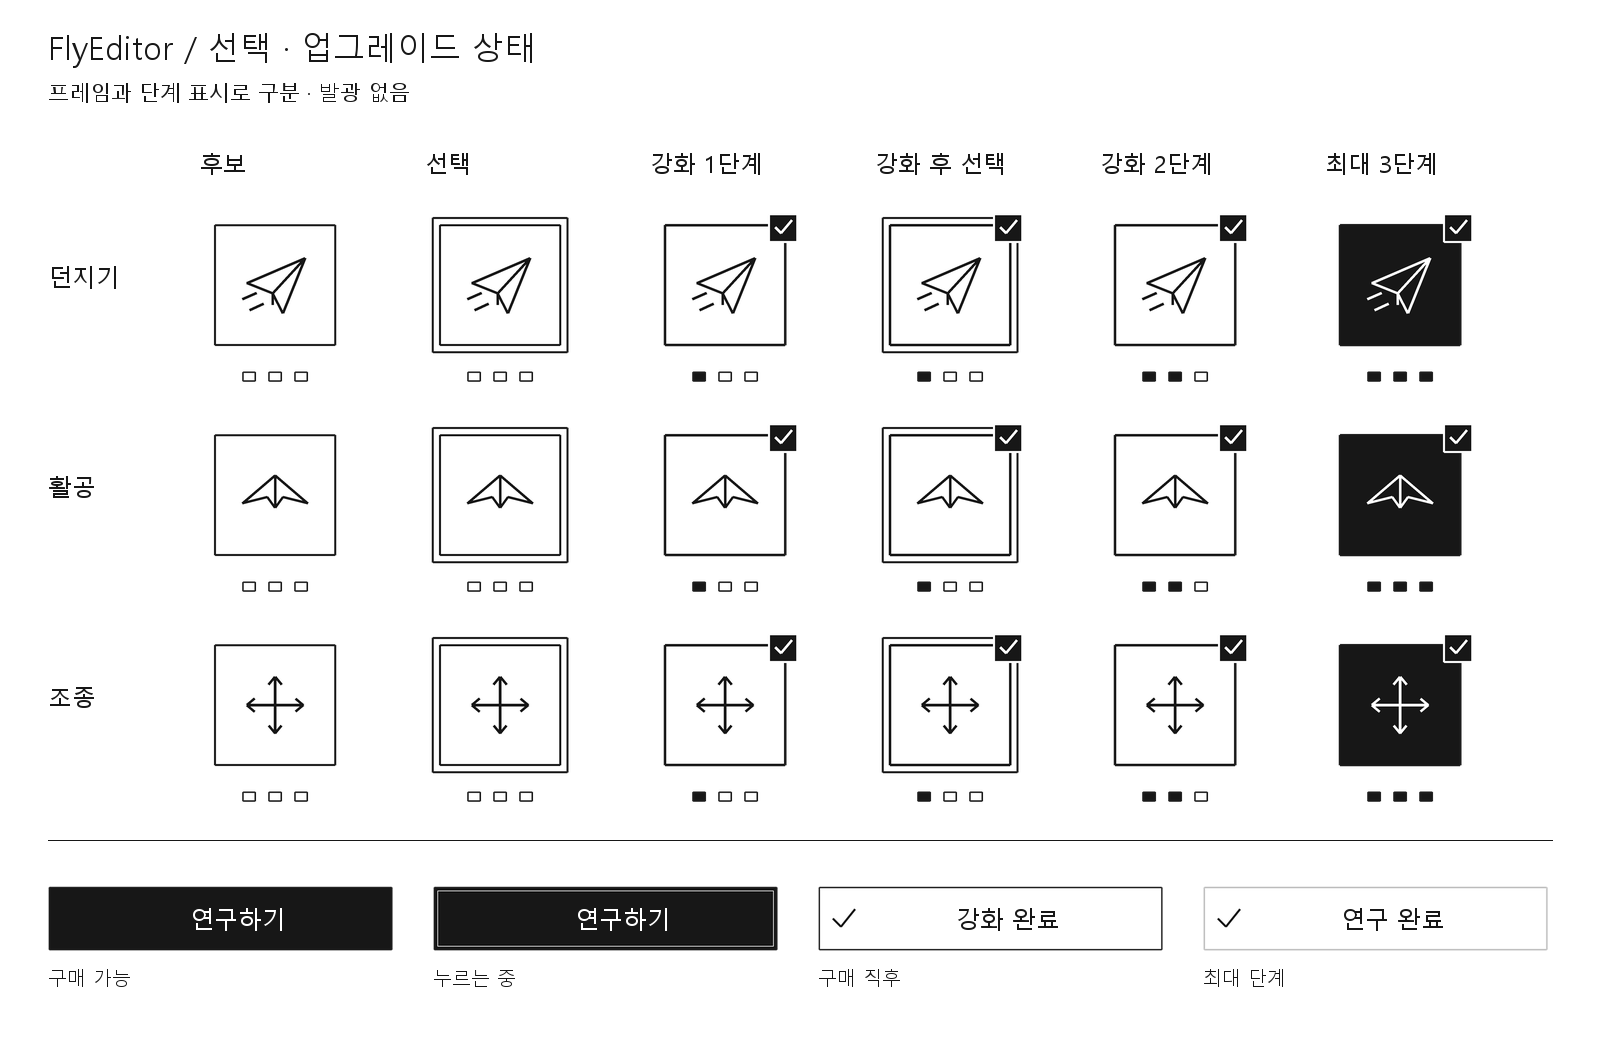 FlyEditor / 선택 · 업그레이드 상태
프레임과 단계 표시로 구분 · 발광 없음
후보 선택 강화 1단계 강화 후 선택 강화 2단계 최대 3단계
던지기
활공
조종
연구하기 연구하기 강화 완료 연구 완료
구매 가능 누르는 중 구매 직후 최대 단계